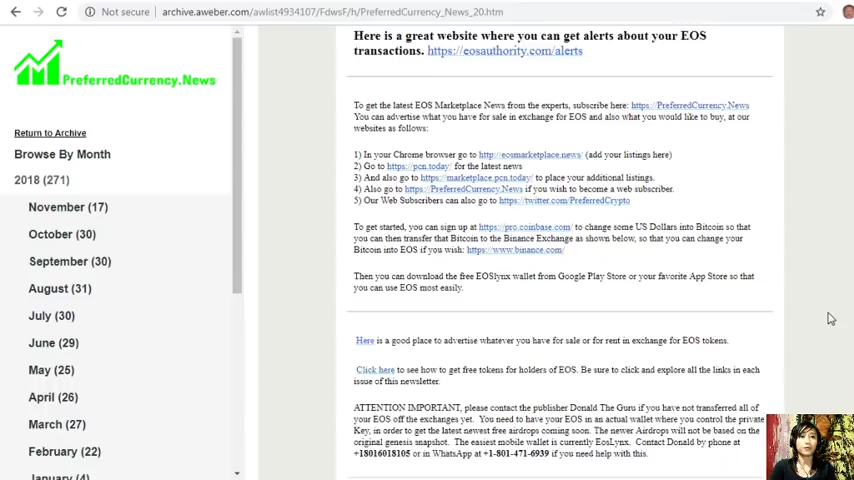 Not secure | archive.aweber.com/awlist4934107/FdwsF/h/PreferredCurrency_News_20.htm
PreferredCurrency.News
Return to Archive
Browse By Month
2018 (271)
November (17)
October (30)
September (30)
August (31)
July (30)
June (29)
May (25)
April (26)
March (27)
February (22)
January (4)
Here is a great website where you can get alerts about your EOS
transactions. https://eosauthority.com/alerts
To get the latest EOS Marketplace News from the experts, subscribe here: https://PreferredCurrency.News
You can advertise what you have for sale in exchange for EOS and also what you would like to buy, at our
websites as follows:
1) In your Chrome browser go to http://eosmarketplace.news/ (add your listings here)
2) Go to https://pcn.today/ for the latest news
3) And also go to https://marketplace.pcn.today/ to place your additional listings.
4) Also go to https://PreferredCurrency.News if you wish to become a web subscriber.
5) Our Web Subscribers can also go to https://twitter.com/PreferredCrypto
To get started, you can sign up at https://pro.coinbase.com/ to change some US Dollars into Bitcoin so that
you can then transfer that Bitcoin to the Binance Exchange as shown below, so that you can change your
Bitcoin into EOS if you wish: https://www.binance.com/
Then you can download the free EOSlynx wallet from Google Play Store or your favorite App Store so that
you can use EOS most easily.
Here is a good place to advertise whatever you have for sale or for rent in exchange for EOS tokens.
Click here to see how to get free tokens for holders of EOS. Be sure to click and explore all the links in each
issue of this newsletter.
ATTENTION IMPORTANT, please contact the publisher Donald The Guru if you have not transferred all of
your EOS off the exchanges yet. You need to have your EOS in an actual wallet where you control the private
Key, in order to get the latest newest free airdrops coming soon. The newer Airdrops will not be based on the
original genesis snapshot. The easiest mobile wallet is currently EosLynx. Contact Donald by phone at
+18016018105 or in WhatsApp at +1-801-471-6939 if you need help with this.